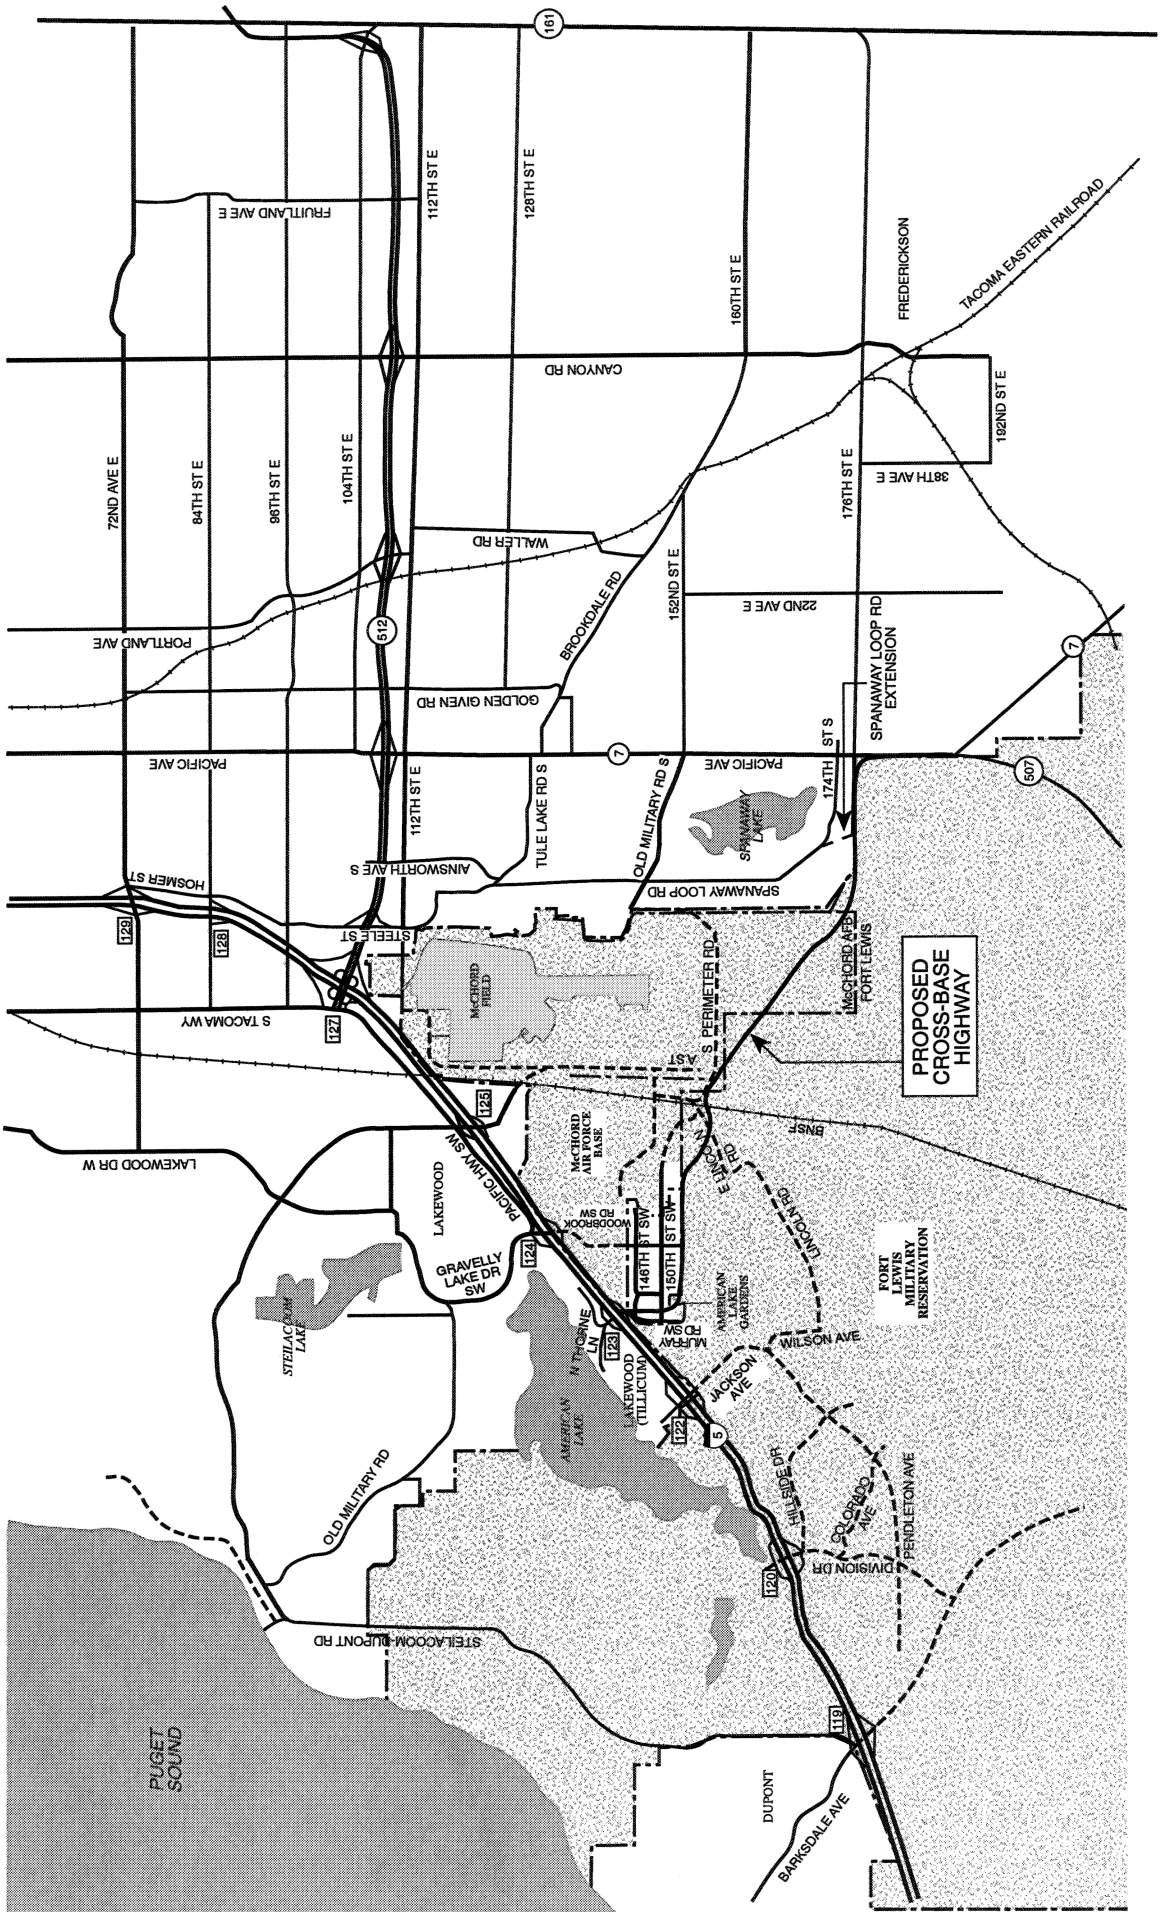 PUGET
SOUND
STEILACOOM-DUPONT RD
DUPONT
BARKSDALE AVE
119
120
OLD MILITARY RD
STEILACOOM
LAKE
AMERICAN
LAKE
LAKEWOOD DR W
LAKEWOOD
GRAVELLY
LAKE DR
SW
PACIFIC HWY SW
N THORNE
LN
LAKEWOOD
(TILLICUM)
122
123
124
125
127
128
129
5
S TACOMA WY
HOSMER ST
STEELE ST
McCHORD
FIELD
McCHORD
AIR FORCE
BASE
WOODBROOK
RD SW
146TH ST SW
150TH ST SW
MURRAY
RD SW
AMERICAN
LAKE
GARDENS
JACKSON
AVE
WILSON AVE
HILLSIDE DR
COLORADO
AVE
PENDLETON AVE
DIVISION DR
LINCOLN RD
E LINCOLN
RD
A ST
S PERIMETER RD
BNSF
FORT
LEWIS
MILITARY
RESERVATION
McCHORD AFB
FORT LEWIS
PROPOSED
CROSS-BASE
HIGHWAY
72ND AVE E
84TH ST E
96TH ST E
104TH ST E
512
112TH ST E
112TH ST E
128TH ST E
160TH ST E
152ND ST E
176TH ST E
192ND ST E
161
FRUITLAND AVE E
CANYON RD
PORTLAND AVE
WALLER RD
GOLDEN GIVEN RD
BROOKDALE RD
PACIFIC AVE
7
PACIFIC AVE
AINSWORTH AVE S
TULE LAKE RD S
OLD MILITARY RD S
SPANAWAY LOOP RD
SPANAWAY
LAKE
174TH ST S
SPANAWAY LOOP RD
EXTENSION
22ND AVE E
38TH AVE E
FREDERICKSON
TACOMA EASTERN RAILROAD
7
507